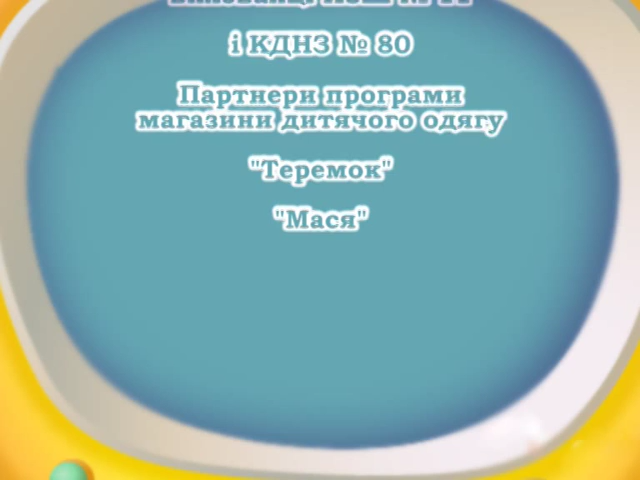 і КДНЗ № 80
Партнери програми
магазини дитячого одягу
"Теремок"
"Мася"